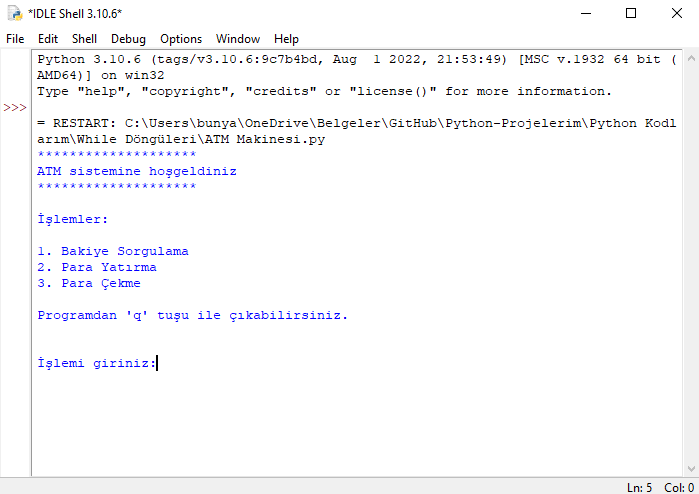 *IDLE Shell 3.10.6*
File Edit Shell Debug Options Window Help
Python 3.10.6 (tags/v3.10.6:9c7b4bd, Aug  1 2022, 21:53:49) [MSC v.1932 64 bit (
AMD64)] on win32
Type "help", "copyright", "credits" or "license()" for more information.
>>>
= RESTART: C:\Users\bunya\OneDrive\Belgeler\GitHub\Python-Projelerim\Python Kodl
arım\While Döngüleri\ATM Makinesi.py
********************
ATM sistemine hoşgeldiniz
********************
İşlemler:
1. Bakiye Sorgulama
2. Para Yatırma
3. Para Çekme
Programdan 'q' tuşu ile çıkabilirsiniz.
İşlemi giriniz:
Ln: 5 Col: 0